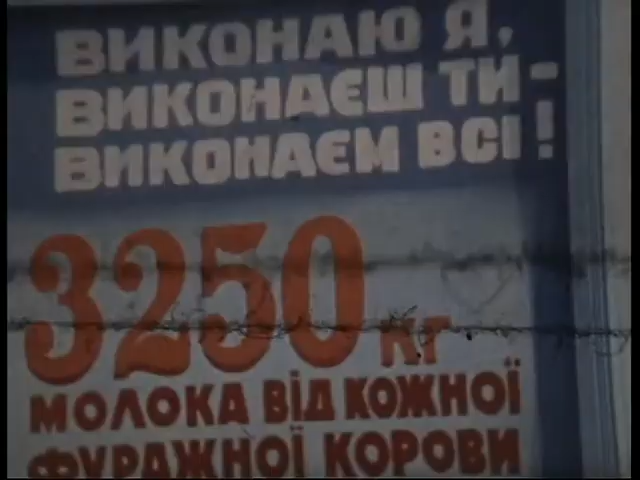 ВИКОНАЮ Я,
ВИКОНАЄШ ТИ –
ВИКОНАЄМ ВСІ!
3250 кг
МОЛОКА ВІД КОЖНОЇ
ФУРАЖНОЇ КОРОВИ